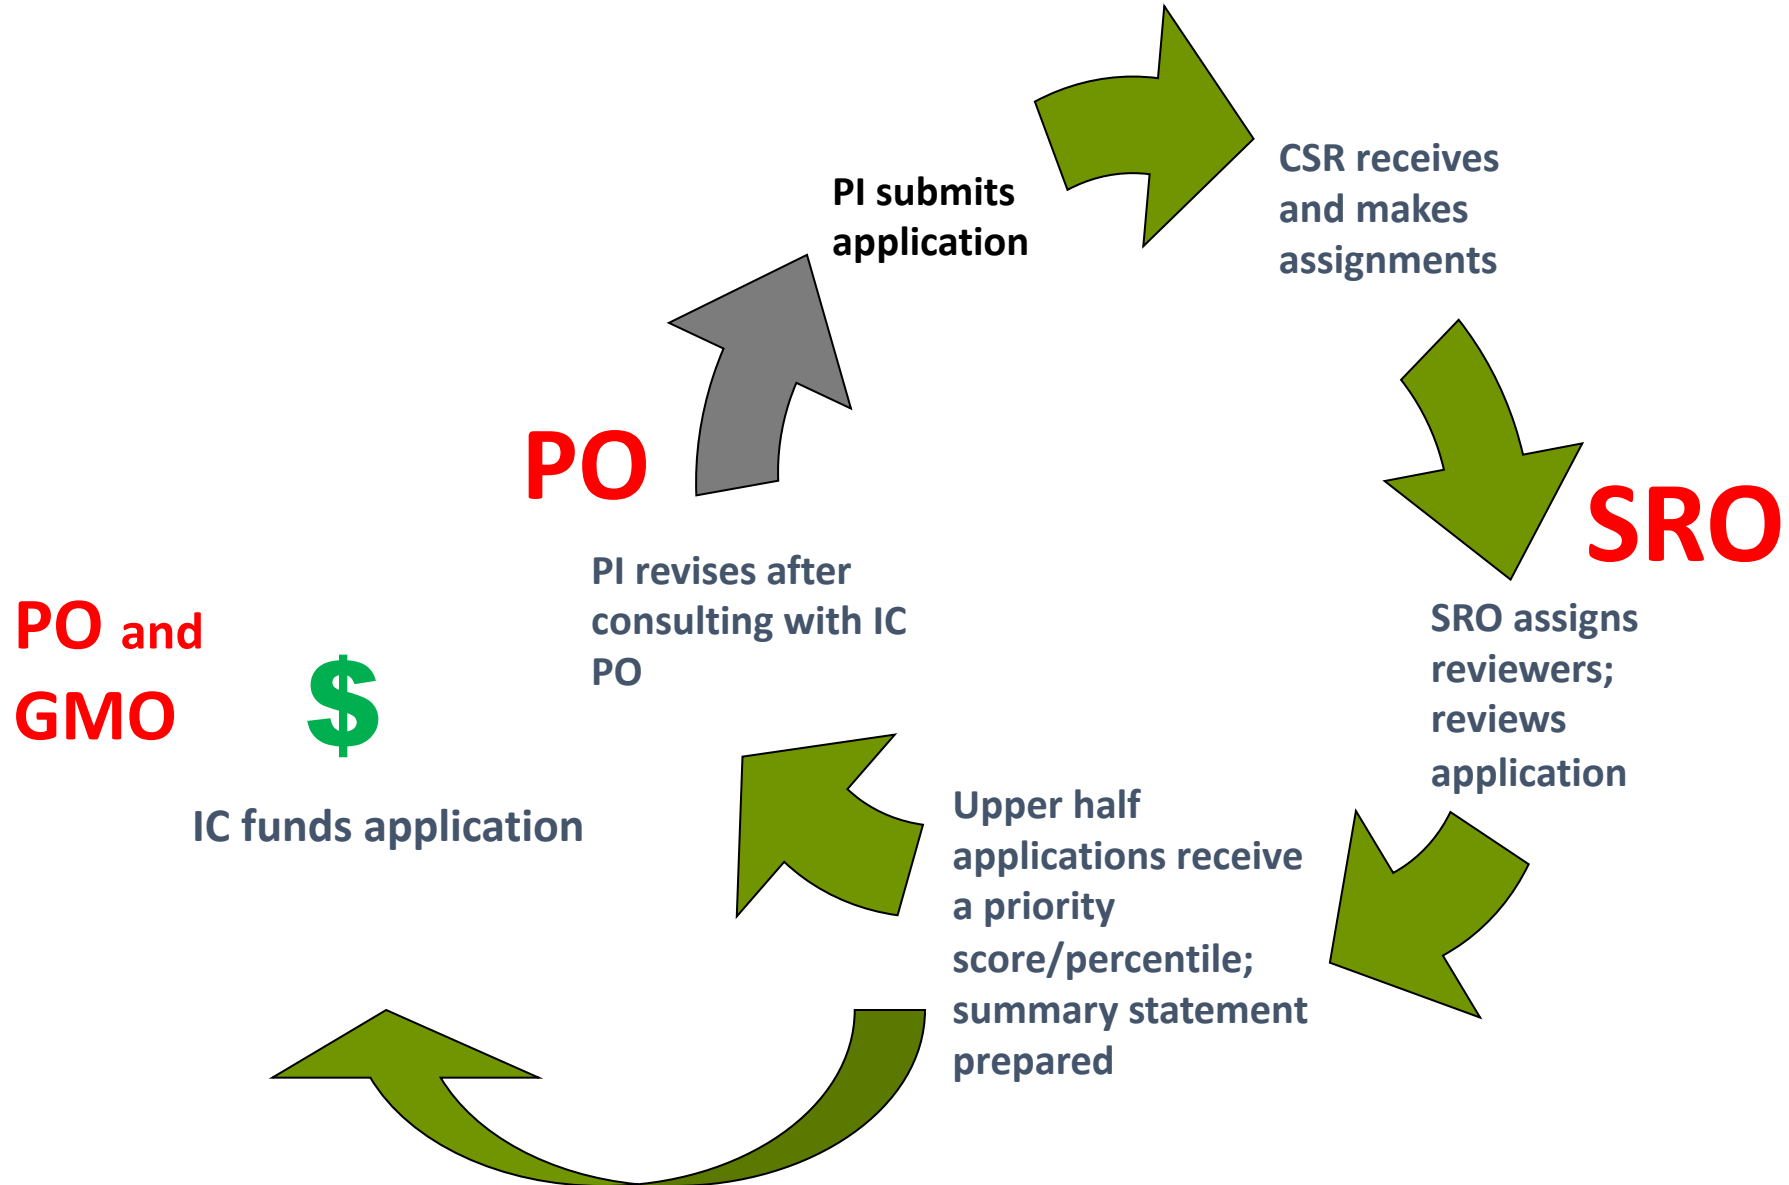 PI submits
application
CSR receives
and makes
assignments
SRO
SRO assigns
reviewers;
reviews
application
Upper half
applications receive
a priority
score/percentile;
summary statement
prepared
PO
PI revises after
consulting with IC
PO
PO and
GMO
$
IC funds application